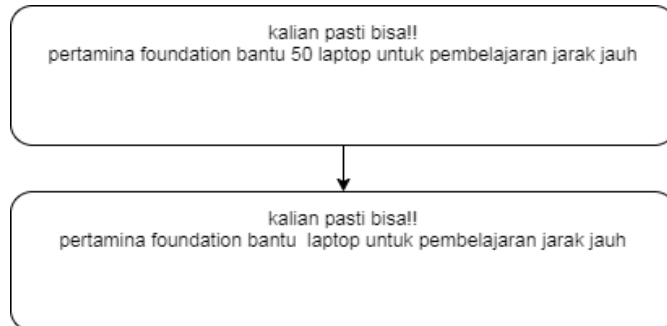 kalian pasti bisa!!
pertamina foundation bantu 50 laptop untuk pembelajaran jarak jauh
kalian pasti bisa!!
pertamina foundation bantu  laptop untuk pembelajaran jarak jauh